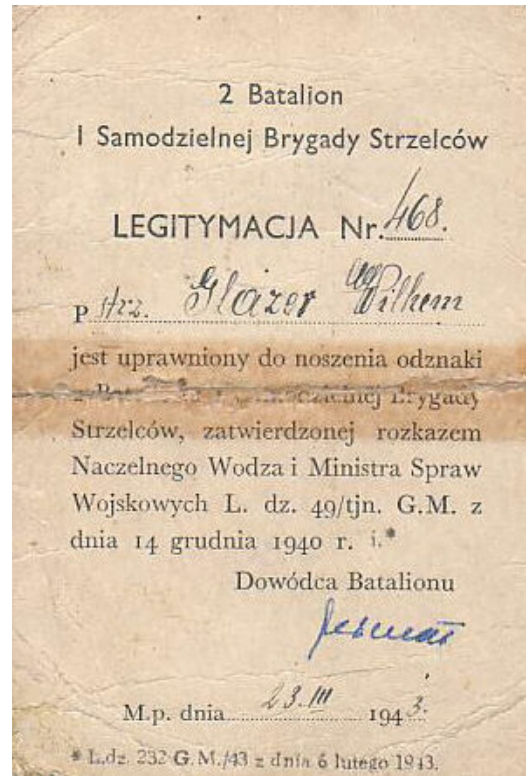 2 Batalion
I Samodzielnej Brygady Strzelców
LEGITYMACJA Nr. 468.
P strz. Glazer Wilhem
jest uprawniony do noszenia odznaki
2 Samodzielnej Brygady
Strzelców, zatwierdzonej rozkazem
Naczelnego Wodza i Ministra Spraw
Wojskowych L. dz. 49/tjn. G.M. z
dnia 14 grudnia 1940 r. i.*
Dowódca Batalionu
M.p. dnia 23.III 1943.
* L.dz. 232 G.M./43 z dnia 6 lutego 1943.